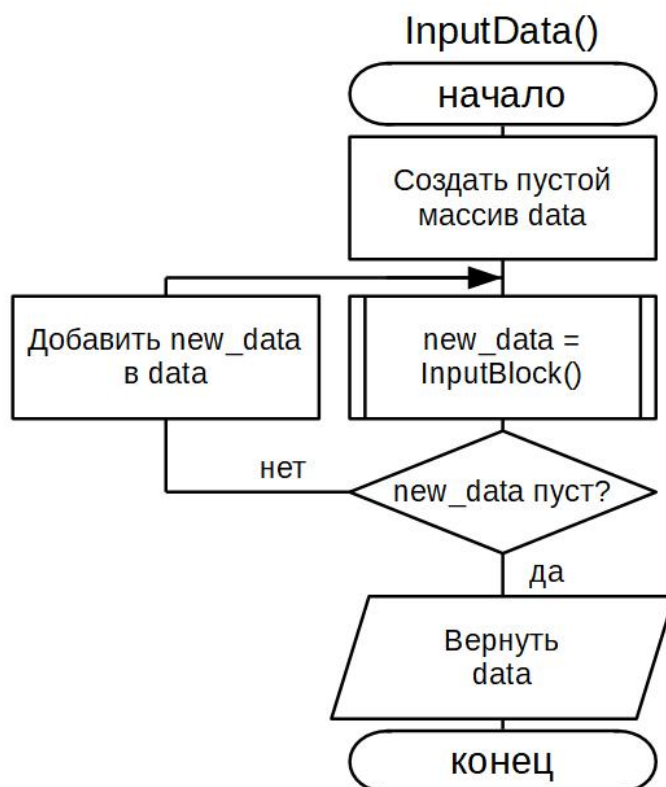 InputData()
начало
Создать пустой
массив data
Добавить new_data
в data
new_data =
InputBlock()
нет
new_data пуст?
да
Вернуть
data
конец